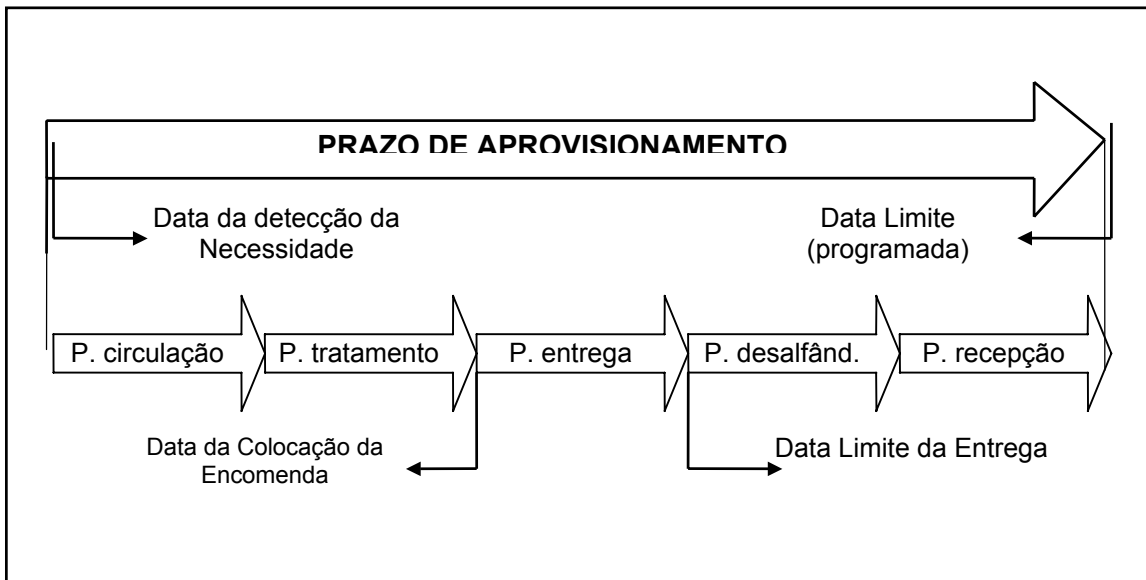 PRAZO DE APROVISIONAMENTO
Data da detecção da
Necessidade
Data Limite
(programada)
P. circulação
P. tratamento
P. entrega
P. desalfând.
P. recepção
Data da Colocação da
Encomenda
Data Limite da Entrega